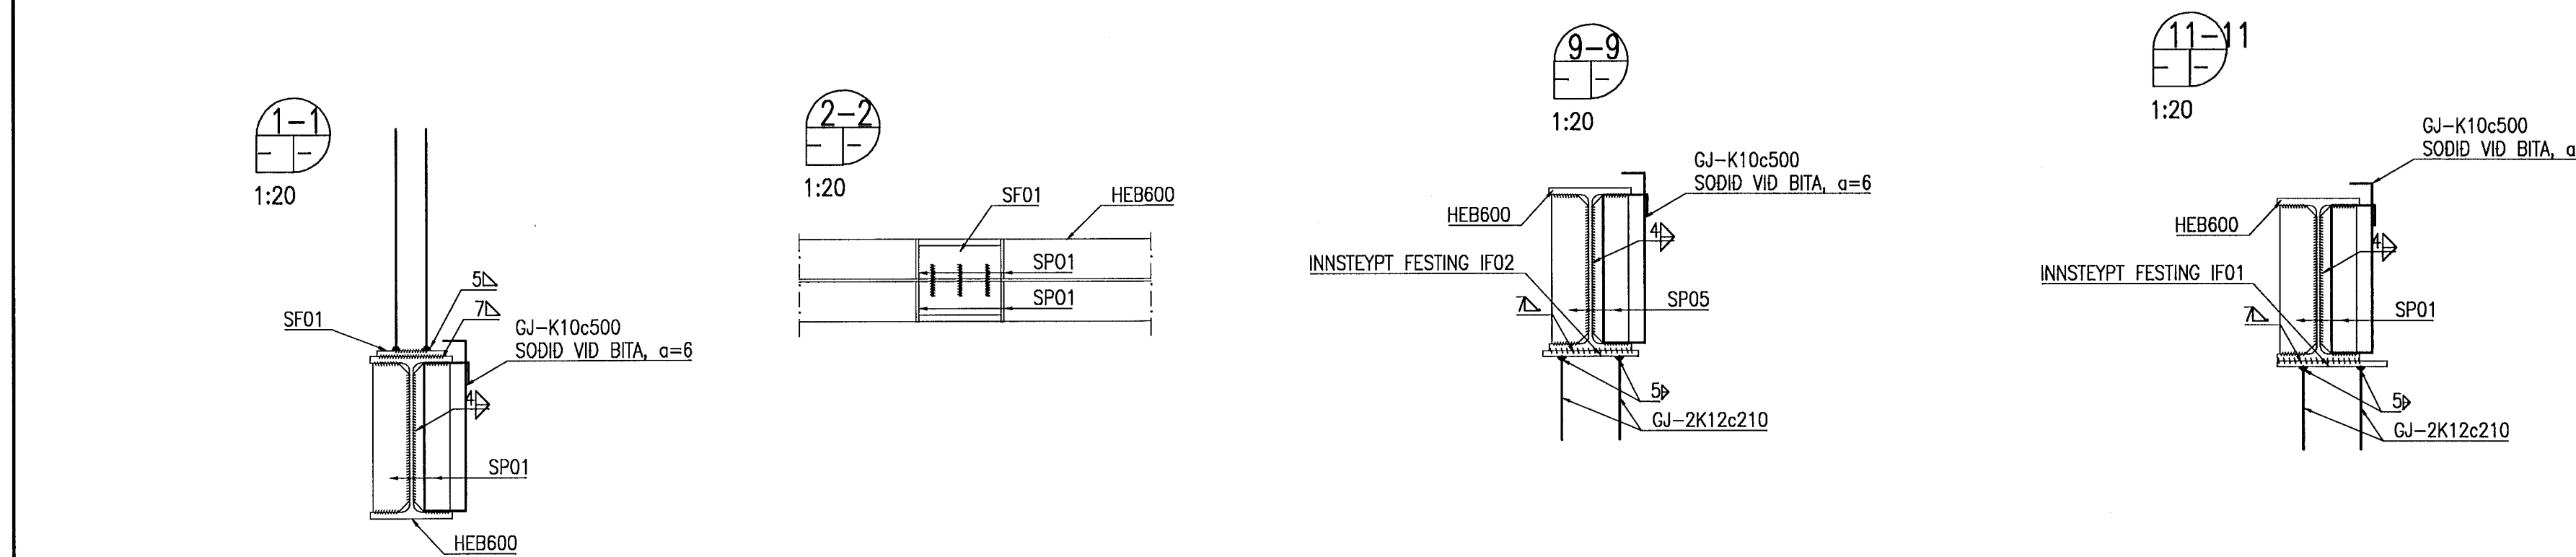 1-1
1:20
5
7
SF01
GJ-K10c500
SODID VID BITA, a=6
4
SP01
HEB600
2-2
1:20
SF01
HEB600
SP01
SP01
9-9
1:20
GJ-K10c500
SODID VID BITA, a=6
HEB600
4
INNSTEYPT FESTING IF02
7
SP05
5
GJ-2K12c210
11-11
1:20
GJ-K10c500
SODID VID BITA, a
HEB600
4
INNSTEYPT FESTING IF01
7
SP01
5
GJ-2K12c210